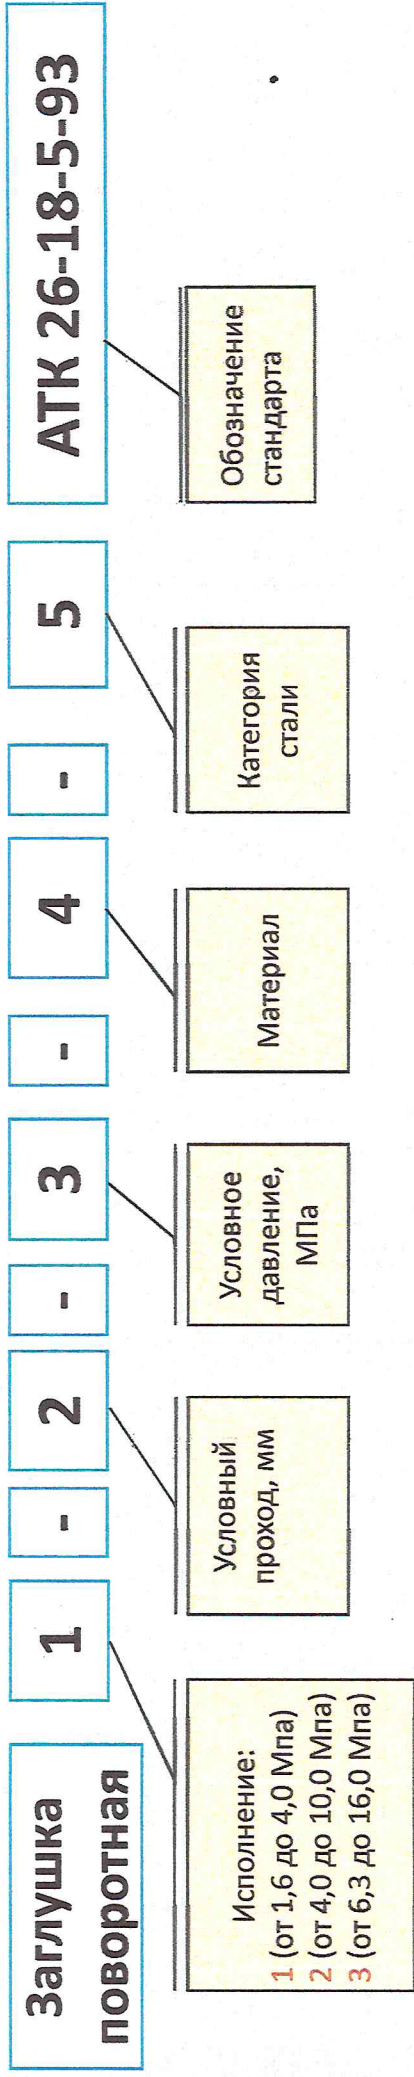 Заглушка
поворотная
1 - 2 - 3 - 4 - 5 АТК 26-18-5-93
Исполнение:
1 (от 1,6 до 4,0 Мпа)
2 (от 4,0 до 10,0 Мпа)
3 (от 6,3 до 16,0 Мпа)
Условный
проход, мм
Условное
давление,
МПа
Материал
Категория
стали
Обозначение
стандарта